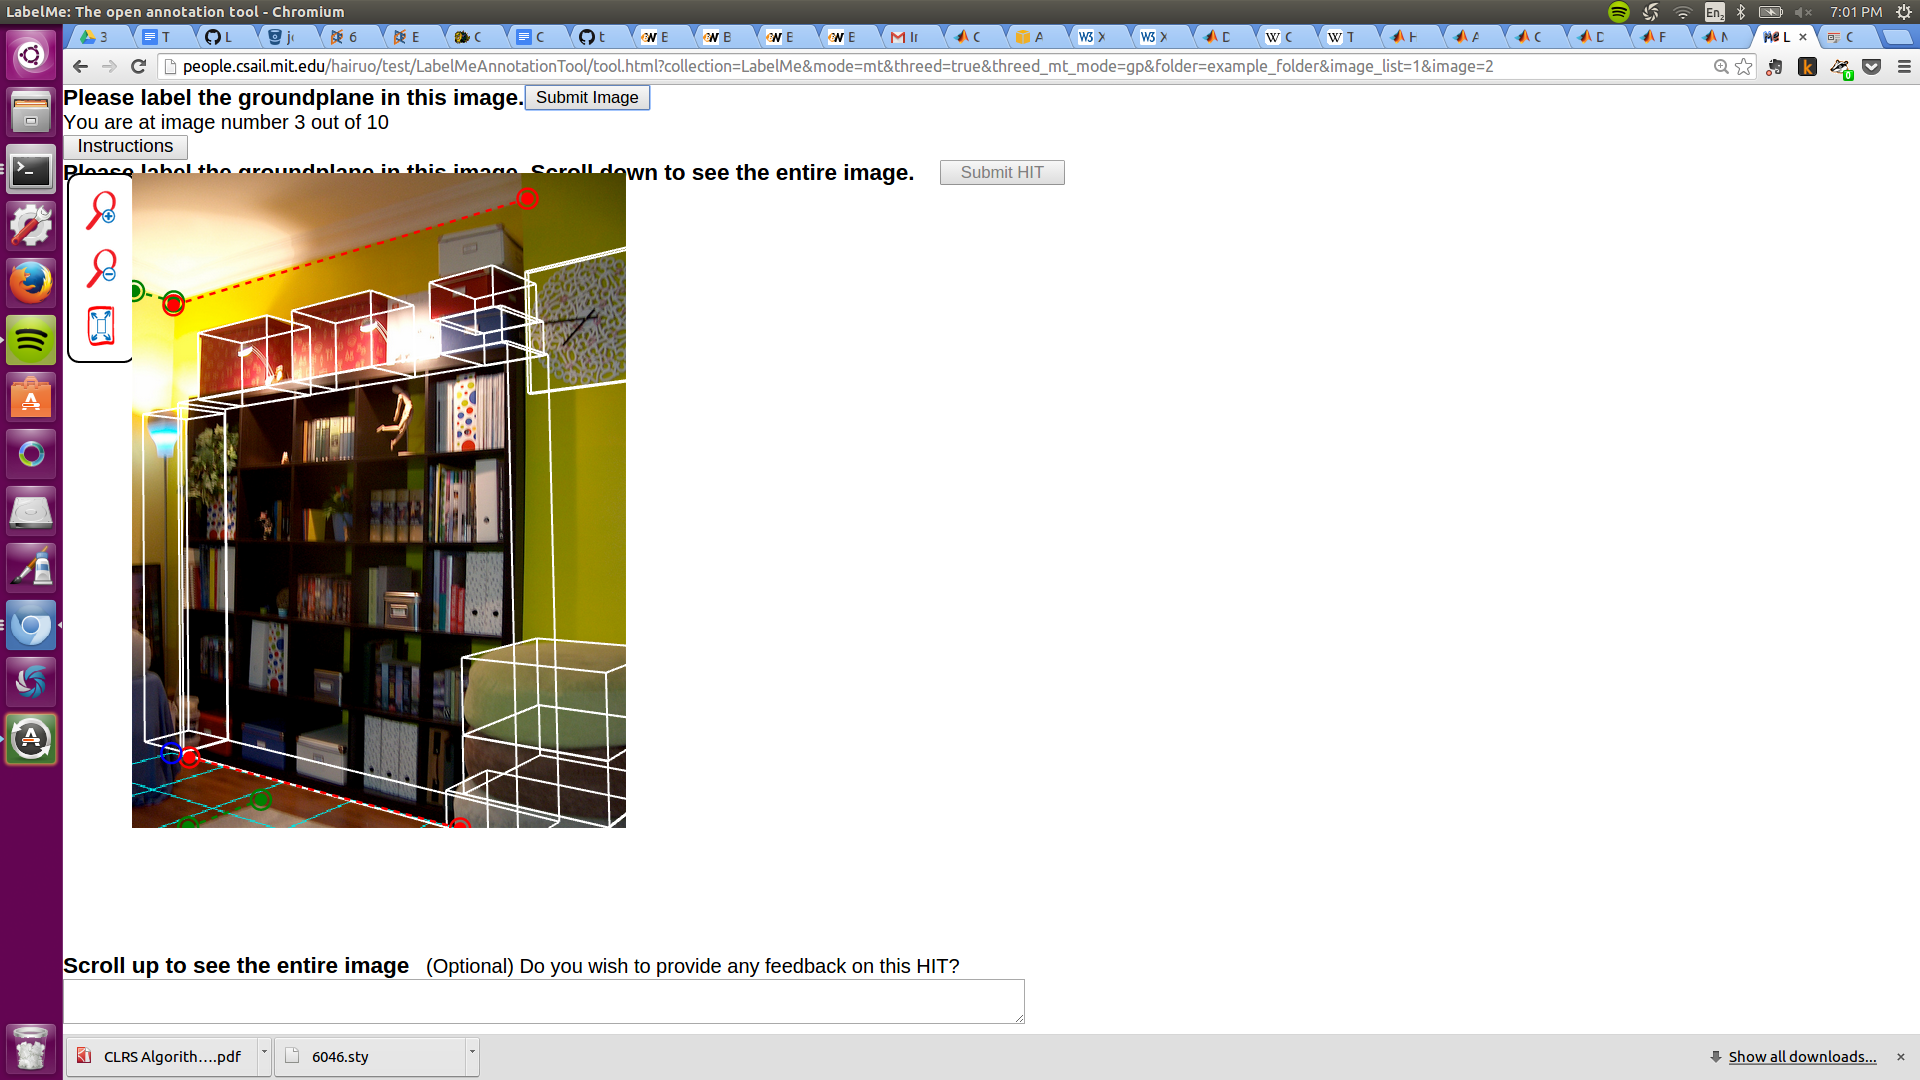 LabelMe: The open annotation tool - Chromium
En2
7:01 PM
3 T L j 6 E C C t E B E E Ir C A X X D C T H A C D F N L × C
people.csail.mit.edu/hairuo/test/LabelMeAnnotationTool/tool.html?collection=LabelMe&mode=mt&threed=true&threed_mt_mode=gp&folder=example_folder&image_list=1&image=2
Please label the groundplane in this image. Submit Image
You are at image number 3 out of 10
Instructions
Please label the groundplane in this image. Scroll down to see the entire image. Submit HIT
Scroll up to see the entire image (Optional) Do you wish to provide any feedback on this HIT?
CLRS Algorith....pdf
6046.sty
Show all downloads...